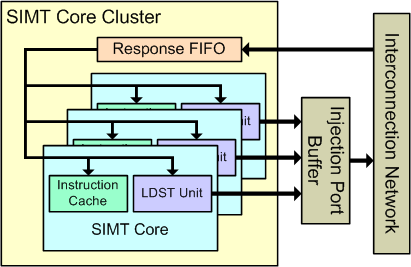 SIMT Core Cluster
Response FIFO
Instruction
Cache
LDST Unit
SIMT Core
Injection Port
Buffer
Interconnection Network